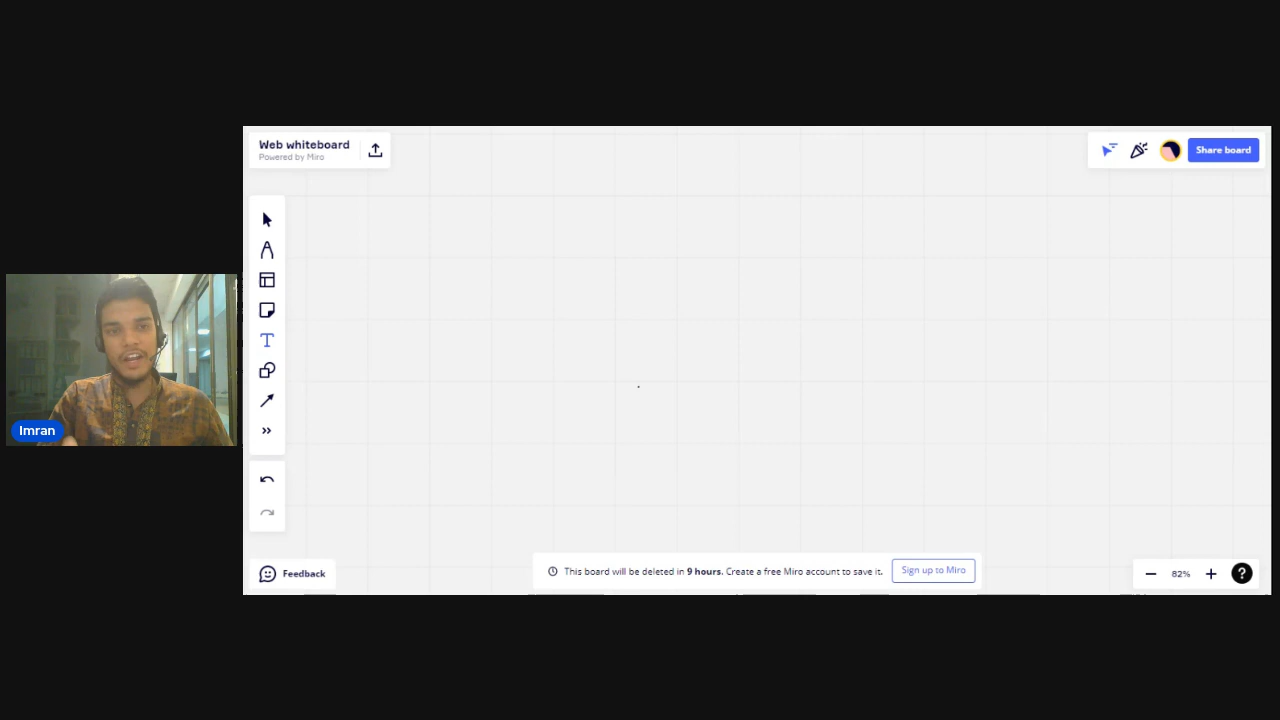 Web whiteboard
Powered by Miro
Share board
T
Imran
Feedback
This board will be deleted in 9 hours. Create a free Miro account to save it.
Sign up to Miro
82%
?